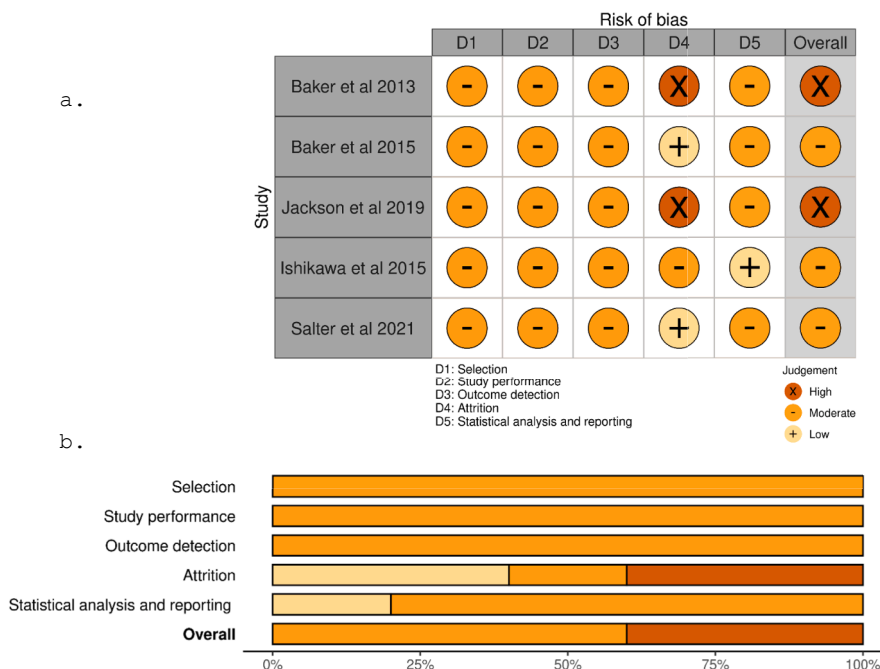 a.
Risk of bias
D1 D2 D3 D4 D5 Overall
Study
Baker et al 2013 - - - X - X
Baker et al 2015 - - - + - -
Jackson et al 2019 - - - X - X
Ishikawa et al 2015 - - - - + -
Salter et al 2021 - - - + - -
D1: Selection
D2: Study performance
D3: Outcome detection
D4: Attrition
D5: Statistical analysis and reporting
Judgement
X High
- Moderate
+ Low
b.
Selection
Study performance
Outcome detection
Attrition
Statistical analysis and reporting
Overall
0% 25% 50% 75% 100%